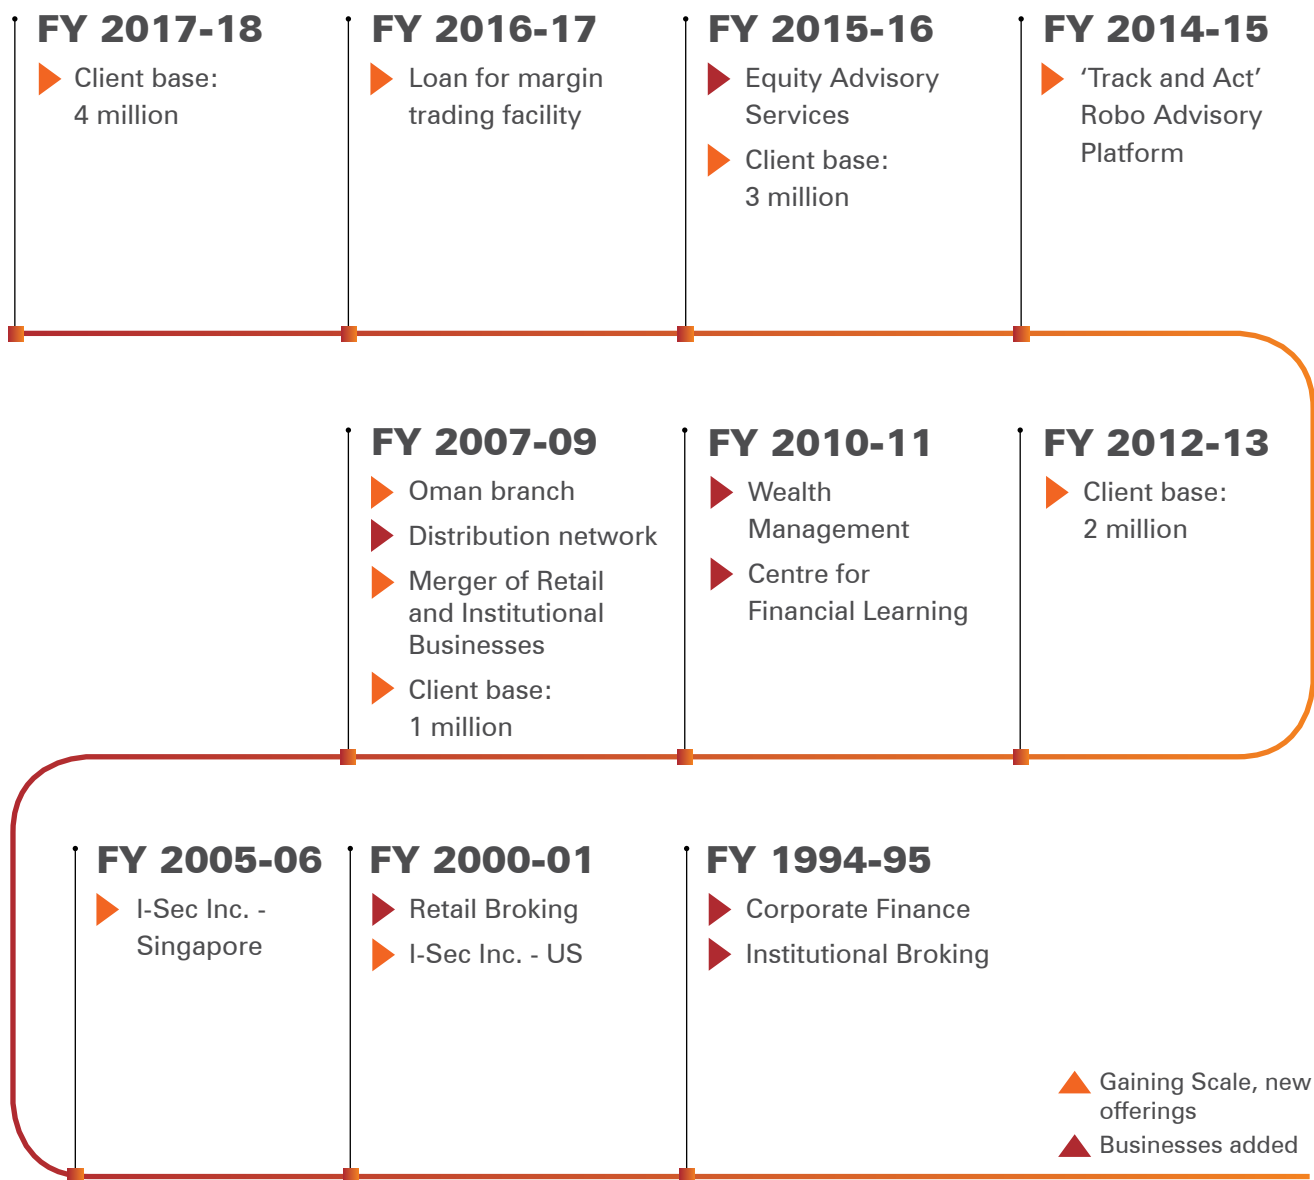 FY 2017-18
Client base:
4 million
FY 2016-17
Loan for margin
trading facility
FY 2015-16
Equity Advisory
Services
Client base:
3 million
FY 2014-15
‘Track and Act’
Robo Advisory
Platform
FY 2007-09
Oman branch
Distribution network
Merger of Retail
and Institutional
Businesses
Client base:
1 million
FY 2010-11
Wealth
Management
Centre for
Financial Learning
FY 2012-13
Client base:
2 million
FY 2005-06
I-Sec Inc. -
Singapore
FY 2000-01
Retail Broking
I-Sec Inc. - US
FY 1994-95
Corporate Finance
Institutional Broking
Gaining Scale, new
offerings
Businesses added